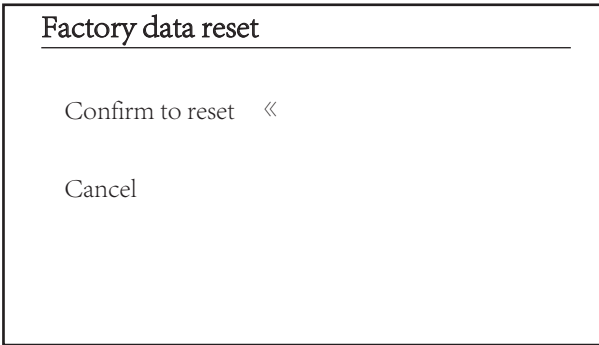 Factory data reset
Confirm to reset «
Cancel